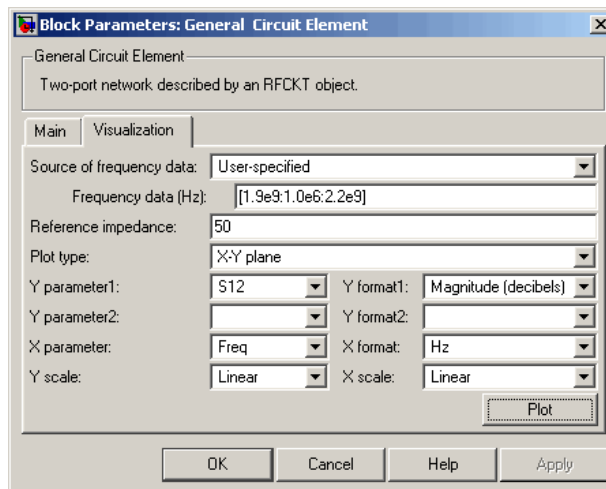 Block Parameters: General Circuit Element
General Circuit Element
Two-port network described by an RFCKT object.
Main Visualization
Source of frequency data: User-specified
Frequency data (Hz): [1.9e9:1.0e6:2.2e9]
Reference impedance: 50
Plot type: X-Y plane
Y parameter1: S12 Y format1: Magnitude (decibels)
Y parameter2: Y format2:
X parameter: Freq X format: Hz
Y scale: Linear X scale: Linear
Plot
OK Cancel Help Apply